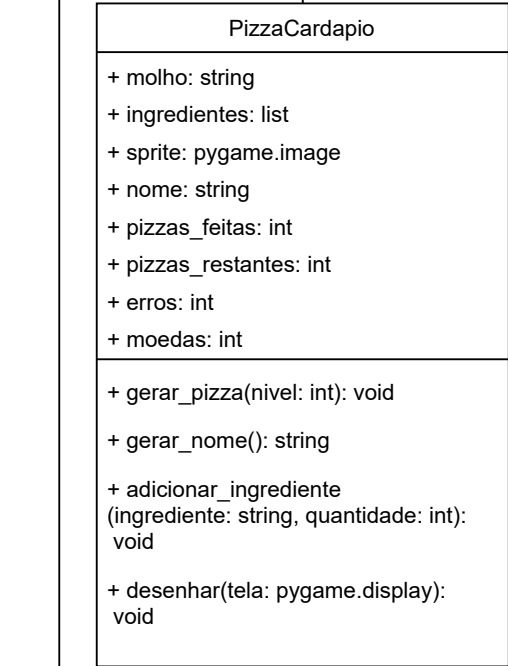 PizzaCardapio
+ molho: string
+ ingredientes: list
+ sprite: pygame.image
+ nome: string
+ pizzas_feitas: int
+ pizzas_restantes: int
+ erros: int
+ moedas: int
+ gerar_pizza(nivel: int): void
+ gerar_nome(): string
+ adicionar_ingrediente
(ingrediente: string, quantidade: int):
void
+ desenhar(tela: pygame.display):
void